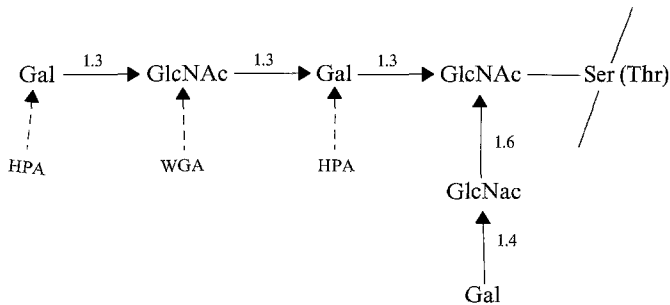 1.3 1.3 1.3
Gal GlcNAc Gal GlcNAc Ser (Thr)
HPA WGA HPA
1.6
GlcNac
1.4
Gal